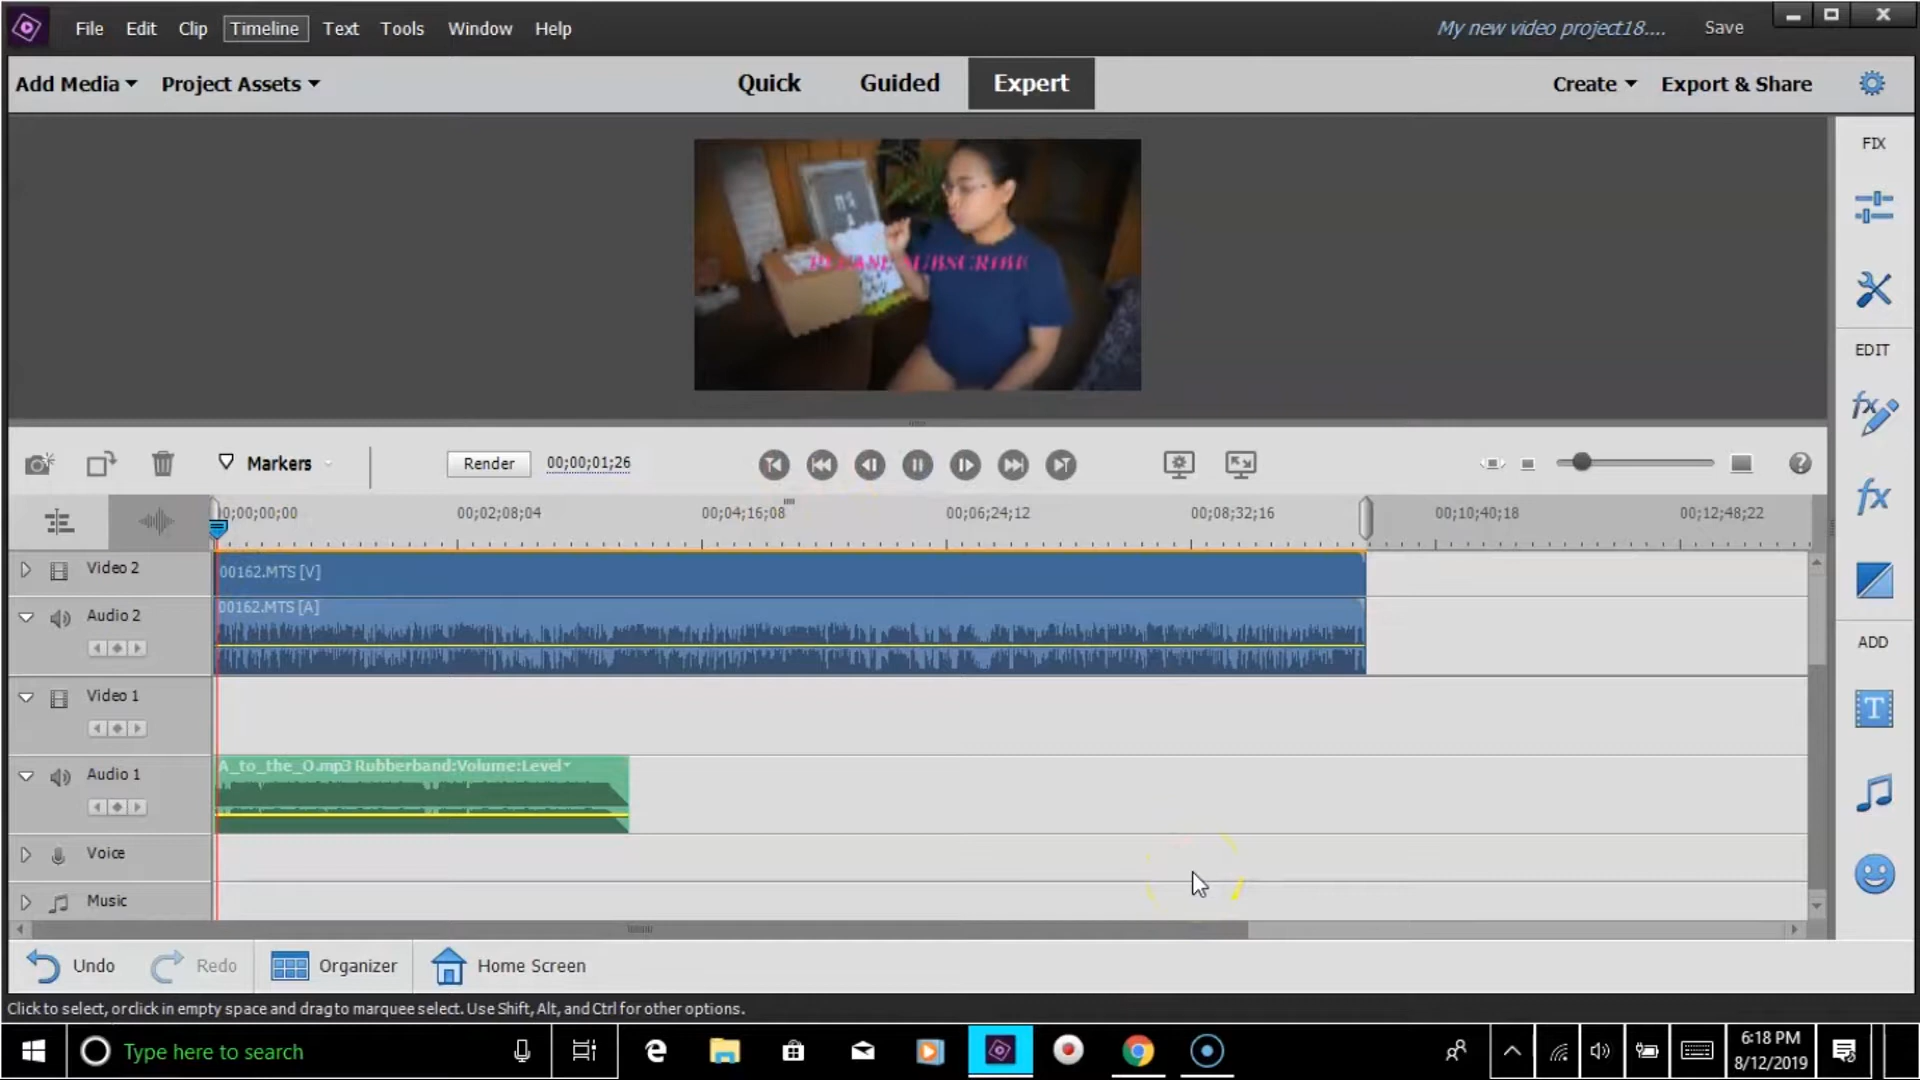 File Edit Clip Timeline Text Tools Window Help
My new video project18.... Save
Add Media Project Assets
Quick Guided Expert
Create Export & Share
FIX
EDIT
ADD
SUBSCRIBE
Markers
Render 00;00;01;26
00;00;00 00;02;08;04 00;04;16;08 00;06;24;12 00;08;32;16 00;10;40;18 00;12;48;22
Video 2
00162.MTS [V]
Audio 2
00162.MTS [A]
Video 1
Audio 1
A_to_the_O.mp3 Rubberband:Volume:Level
Voice
Music
Undo Redo Organizer Home Screen
Click to select, or click in empty space and drag to marquee select. Use Shift, Alt, and Ctrl for other options.
Type here to search
6:18 PM
8/12/2019